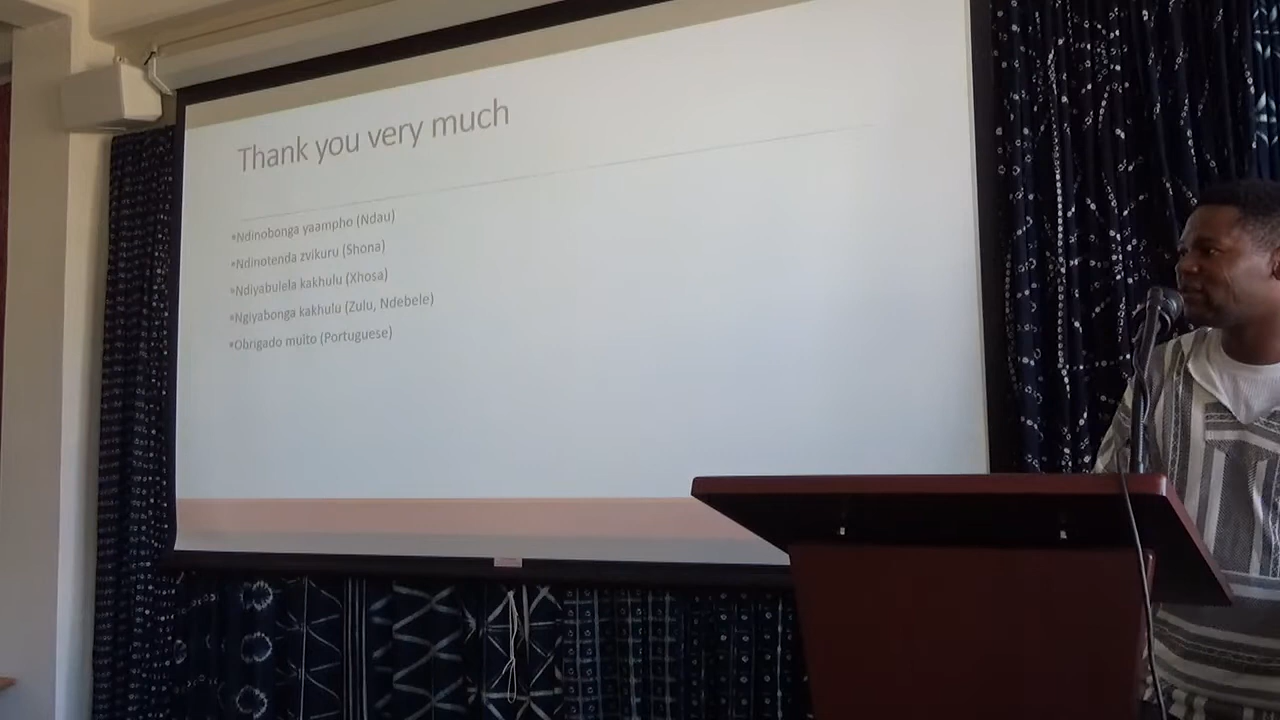 Thank you very much
▪Ndinobonga yaampho (Ndau)
▪Ndinotenda zvikuru (Shona)
▪Ndiyabulela kakhulu (Xhosa)
▪Ngiyabonga kakhulu (Zulu, Ndebele)
▪Obrigado muito (Portuguese)